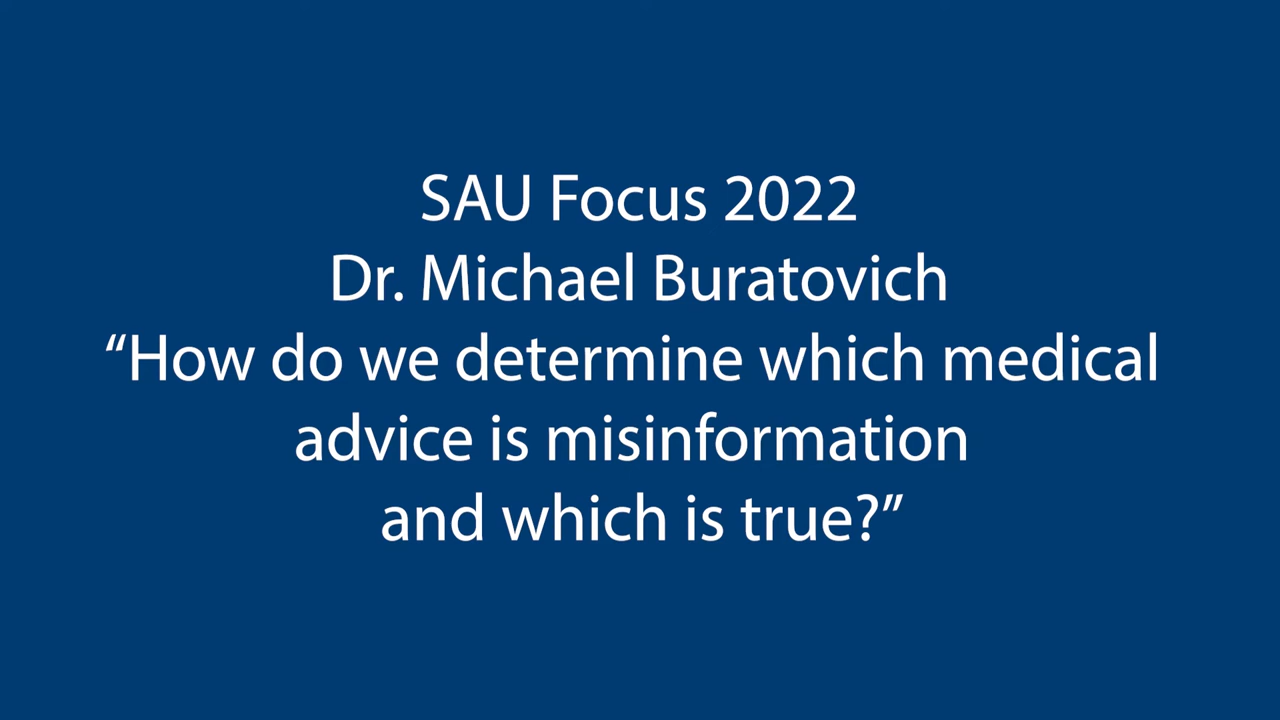 SAU Focus 2022
Dr. Michael Buratovich
“How do we determine which medical
advice is misinformation
and which is true?”